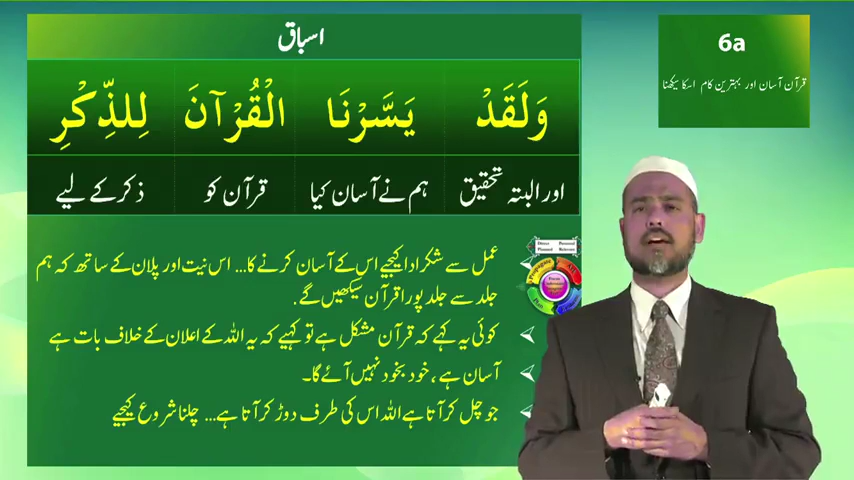 اسباق
6a
قرآن آسان اور بہترین کام اسکا سیکھنا
وَلَقَدْ يَسَّرْنَا الْقُرْآنَ لِلذِّكْرِ
اور البتہ تحقیق ہم نے آسان کیا قرآن کو ذکر کے لیے
عمل سے شکر ادا کیجیے اس کے آسان کرنے کا... اس نیت اور پلان کے ساتھ کہ ہم
جلد سے جلد پورا قرآن سیکھیں گے.
کوئی یہ کہے کہ قرآن مشکل ہے تو کہیے کہ یہ اللہ کے اعلان کے خلاف بات ہے
آسان ہے، خود بخود نہیں آئے گا۔
جو چل کر آتا ہے اللہ اس کی طرف دوڑ کر آتا ہے... چلنا شروع کیجیے